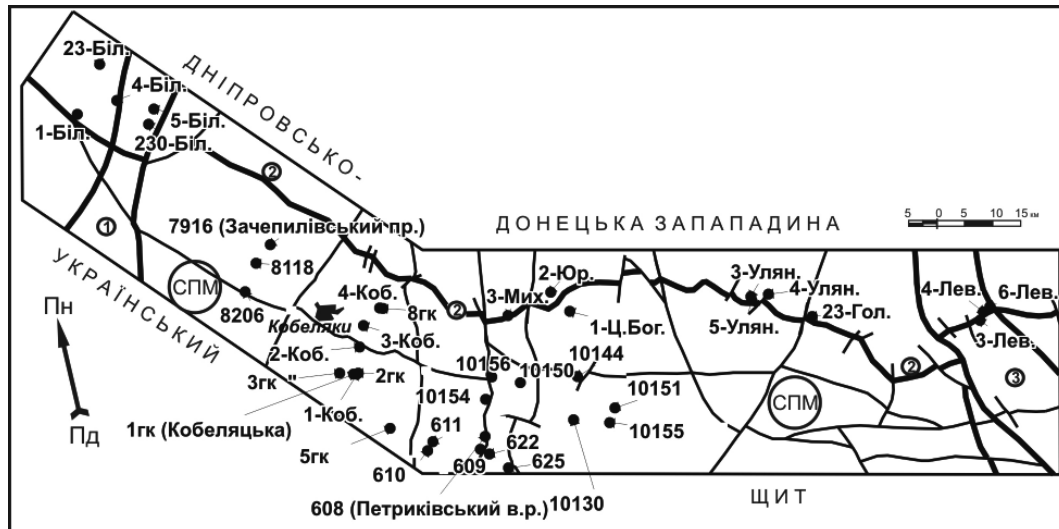 23-Біл.
4-Біл.
5-Біл.
1-Біл.
230-Біл.
ДНІПРОВСЬКО-
2
1
7916 (Зачепилівський пр.)
ДОНЕЦЬКА ЗАПАПАДИНА
5 0 5 10 15 км
УКРАЇНСЬКИЙ
СПМ
8118
8206
4-Коб.
8гк
Кобеляки
3-Коб.
2-Коб.
2
3-Мих.
2-Юр.
1-Ц.Бог.
3-Улян.
4-Улян.
5-Улян.
23-Гол.
4-Лев.
6-Лев.
3-Лев.
Пн
Пд
3гк "
2гк
1-Коб.
1гк (Кобеляцька)
5гк
10156
10150
10144
10154
10151
10155
СПМ
2
3
611
610
609
622
625
608 (Петриківський в.р.)
10130
ЩИТ